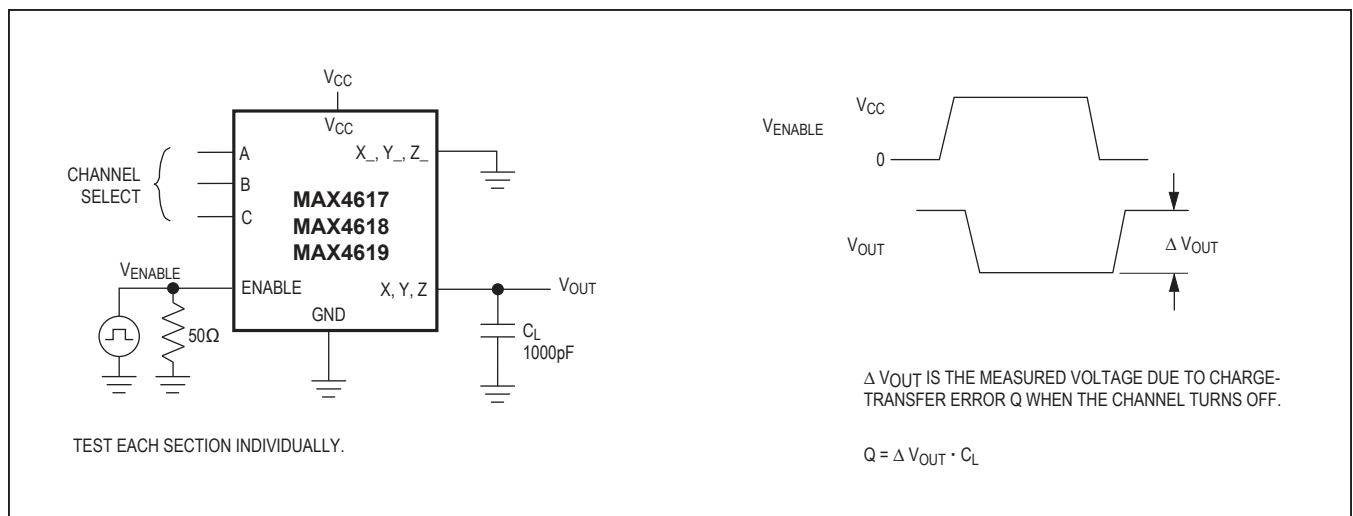 VCC
VCC
A
B
C
CHANNEL
SELECT
X_, Y_, Z_
MAX4617
MAX4618
MAX4619
VENABLE
ENABLE
X, Y, Z
VOUT
GND
50Ω
CL
1000pF
TEST EACH SECTION INDIVIDUALLY.
VENABLE
VCC
0
VOUT
Δ VOUT
Δ VOUT IS THE MEASURED VOLTAGE DUE TO CHARGE-
TRANSFER ERROR Q WHEN THE CHANNEL TURNS OFF.
Q = Δ VOUT · CL